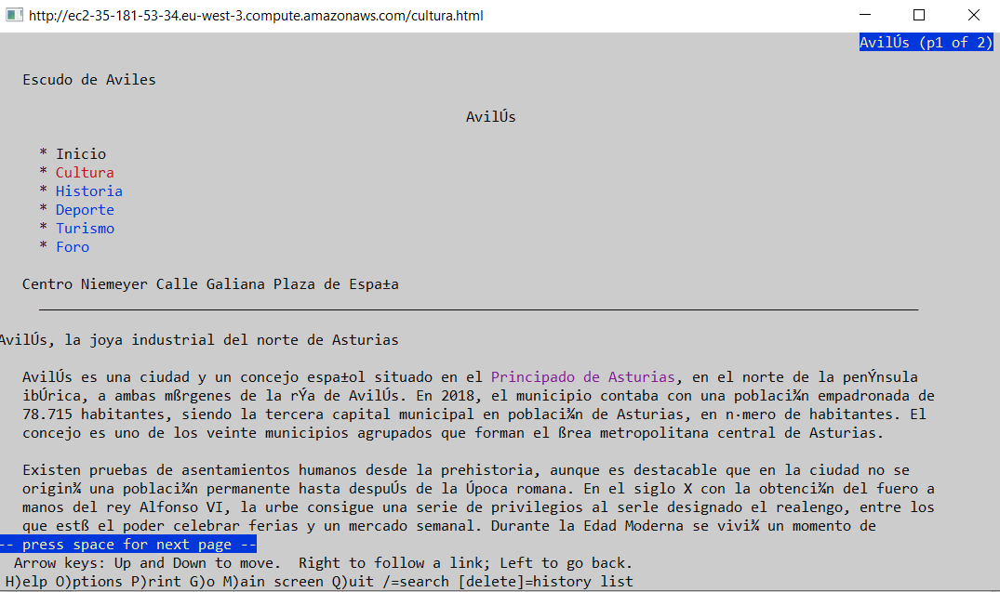 http://ec2-35-181-53-34.eu-west-3.compute.amazonaws.com/cultura.html
AvilÚs (p1 of 2)
Escudo de Aviles
AvilÚs
* Inicio
* Cultura
* Historia
* Deporte
* Turismo
* Foro
Centro Niemeyer Calle Galiana Plaza de Espa±a
AvilÚs, la joya industrial del norte de Asturias
AvilÚs es una ciudad y un concejo espa±ol situado en el Principado de Asturias, en el norte de la penÝnsula
ibÚrica, a ambas mßrgenes de la rÝa de AvilÚs. En 2018, el municipio contaba con una poblaci¾n empadronada de
78.715 habitantes, siendo la tercera capital municipal en poblaci¾n de Asturias, en n·mero de habitantes. El
concejo es uno de los veinte municipios agrupados que forman el ßrea metropolitana central de Asturias.
Existen pruebas de asentamientos humanos desde la prehistoria, aunque es destacable que en la ciudad no se
origin¾ una poblaci¾n permanente hasta despuÚs de la Úpoca romana. En el siglo X con la obtenci¾n del fuero a
manos del rey Alfonso VI, la urbe consigue una serie de privilegios al serle designado el realengo, entre los
que estß el poder celebrar ferias y un mercado semanal. Durante la Edad Moderna se vivi¾ un momento de
-- press space for next page --
Arrow keys: Up and Down to move.  Right to follow a link; Left to go back.
H)elp O)ptions P)rint G)o M)ain screen Q)uit /=search [delete]=history list